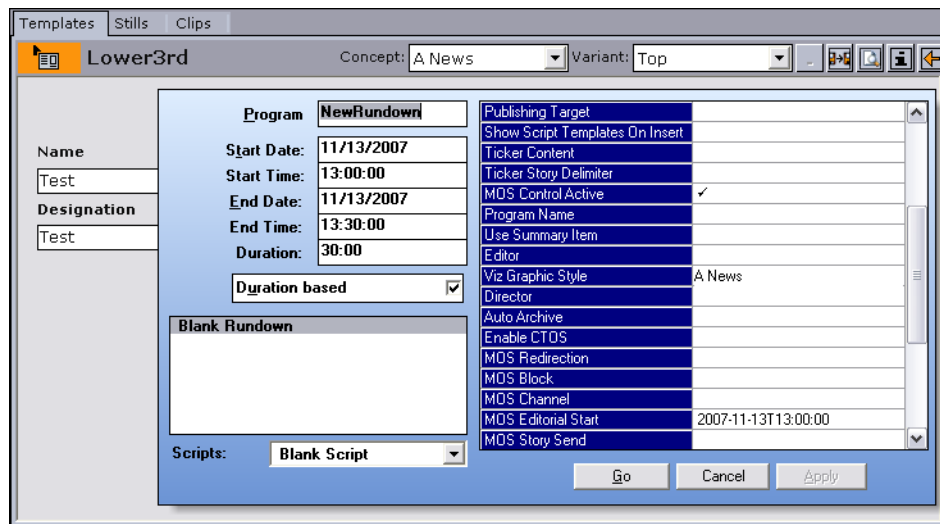 Templates Stills Clips
Lower3rd Concept: A News Variant: Top
Name
Test
Designation
Test
Program NewRundown
Start Date: 11/13/2007
Start Time: 13:00:00
End Date: 11/13/2007
End Time: 13:30:00
Duration: 30:00
Duration based
Blank Rundown
Scripts: Blank Script
Publishing Target
Show Script Templates On Insert
Ticker Content
Ticker Story Delimiter
MOS Control Active ✓
Program Name
Use Summary Item
Editor
Viz Graphic Style A News
Director
Auto Archive
Enable CTOS
MOS Redirection
MOS Block
MOS Channel
MOS Editorial Start 2007-11-13T13:00:00
MOS Story Send
Go Cancel Apply